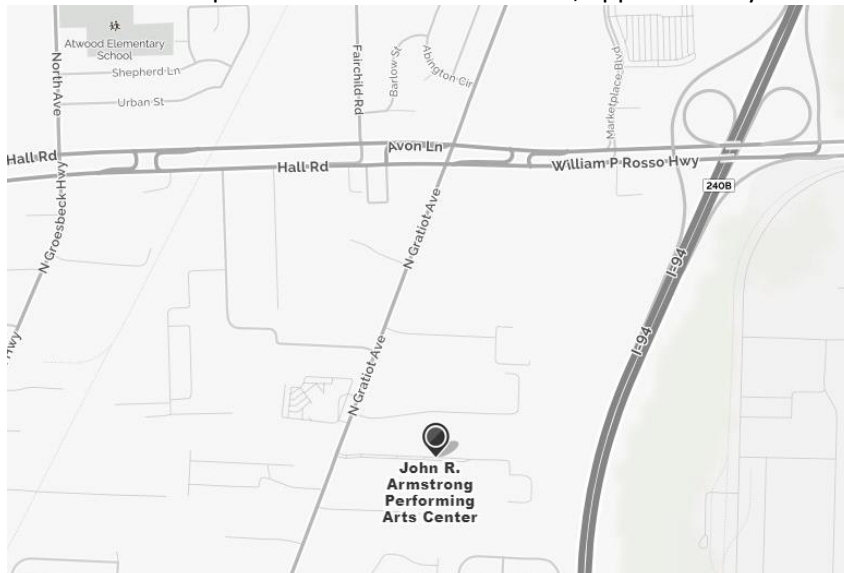 Atwood Elementary
School
Shepherd Ln
Urban St
North Ave
Fairchild Rd
Barlow St
Abington Cir
Marketplace Blvd
Hall Rd
Avon Ln
Hall Rd
William P Rosso Hwy
240B
N Groesbeck Hwy
N Gratiot Ave
I-94
I-94
Hwy
N Gratiot Ave
John R.
Armstrong
Performing
Arts Center